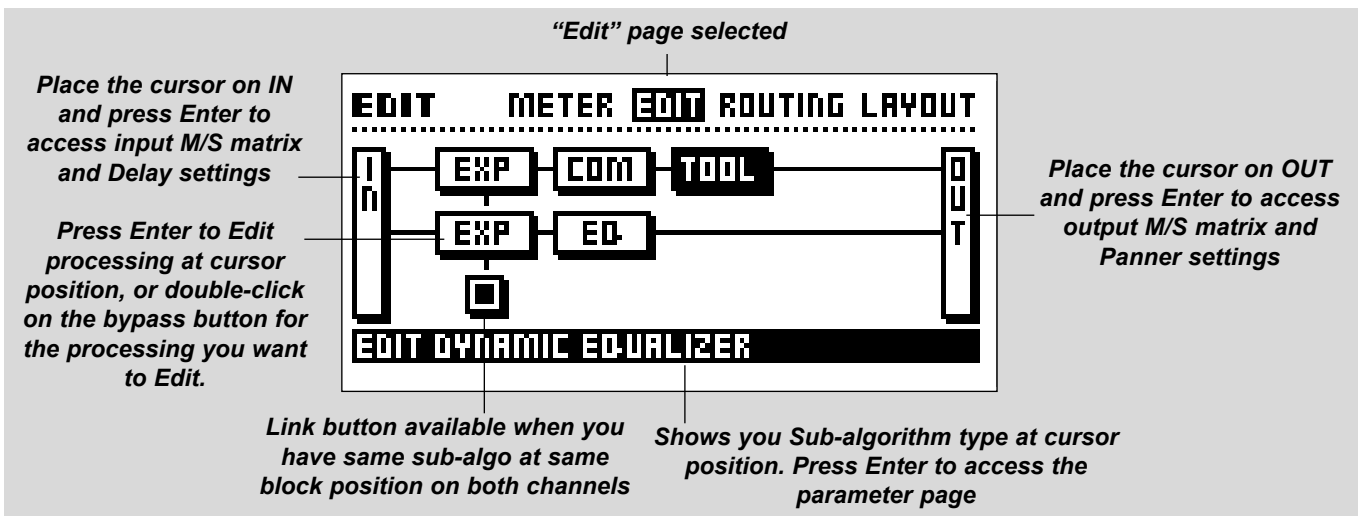 “Edit” page selected
Place the cursor on IN
and press Enter to
access input M/S matrix
and Delay settings
Press Enter to Edit
processing at cursor
position, or double-click
on the bypass button for
the processing you want
to Edit.
EDIT METER EDIT ROUTING LAYOUT
IN
EXP COM TOOL
EXP EQ
OUT
EDIT DYNAMIC EQUALIZER
Place the cursor on OUT
and press Enter to access
output M/S matrix and
Panner settings
Link button available when you
have same sub-algo at same
block position on both channels
Shows you Sub-algorithm type at cursor
position. Press Enter to access the
parameter page